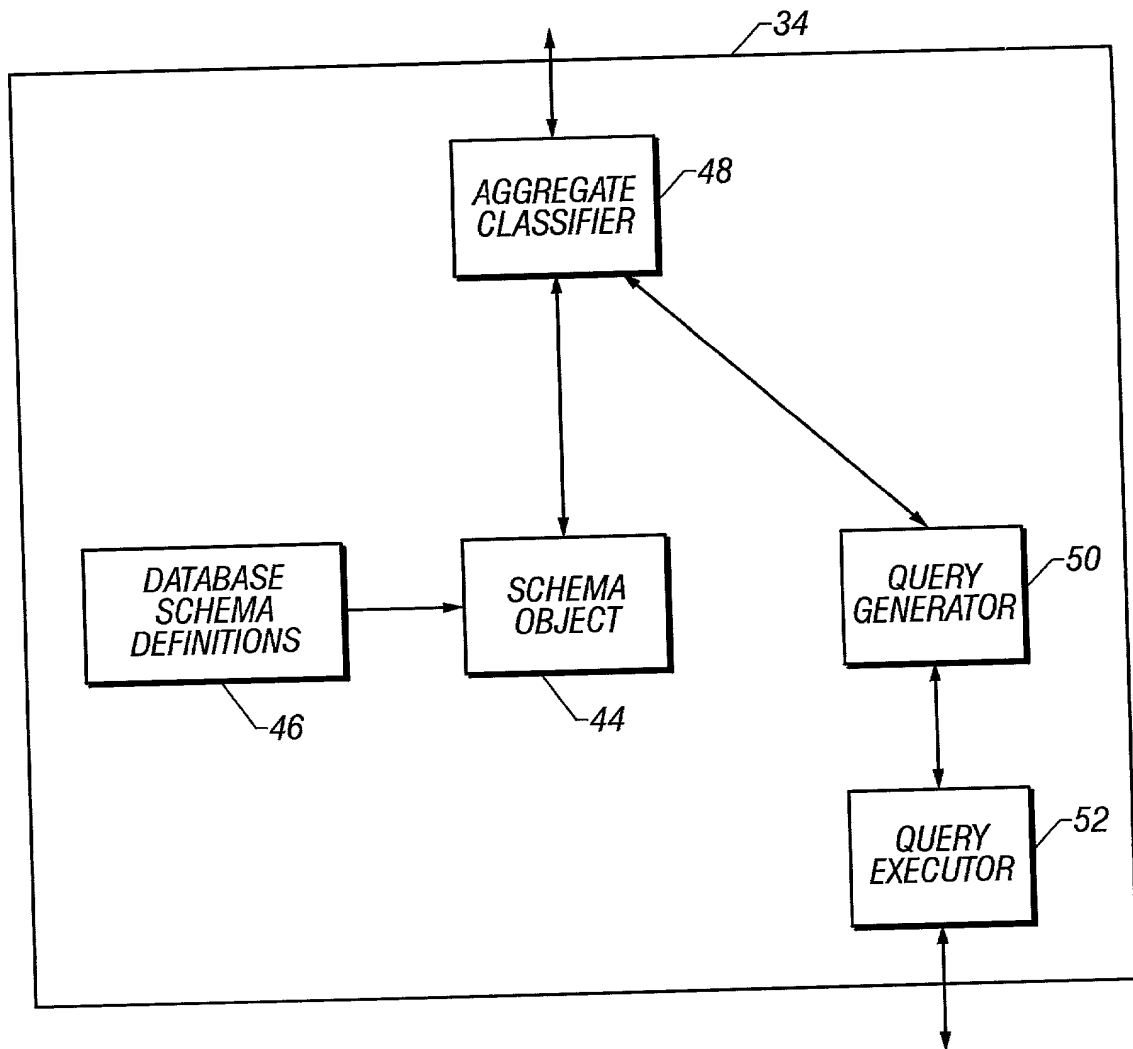 34
AGGREGATE
CLASSIFIER
48
DATABASE
SCHEMA
DEFINITIONS
46
SCHEMA
OBJECT
44
QUERY
GENERATOR
50
QUERY
EXECUTOR
52